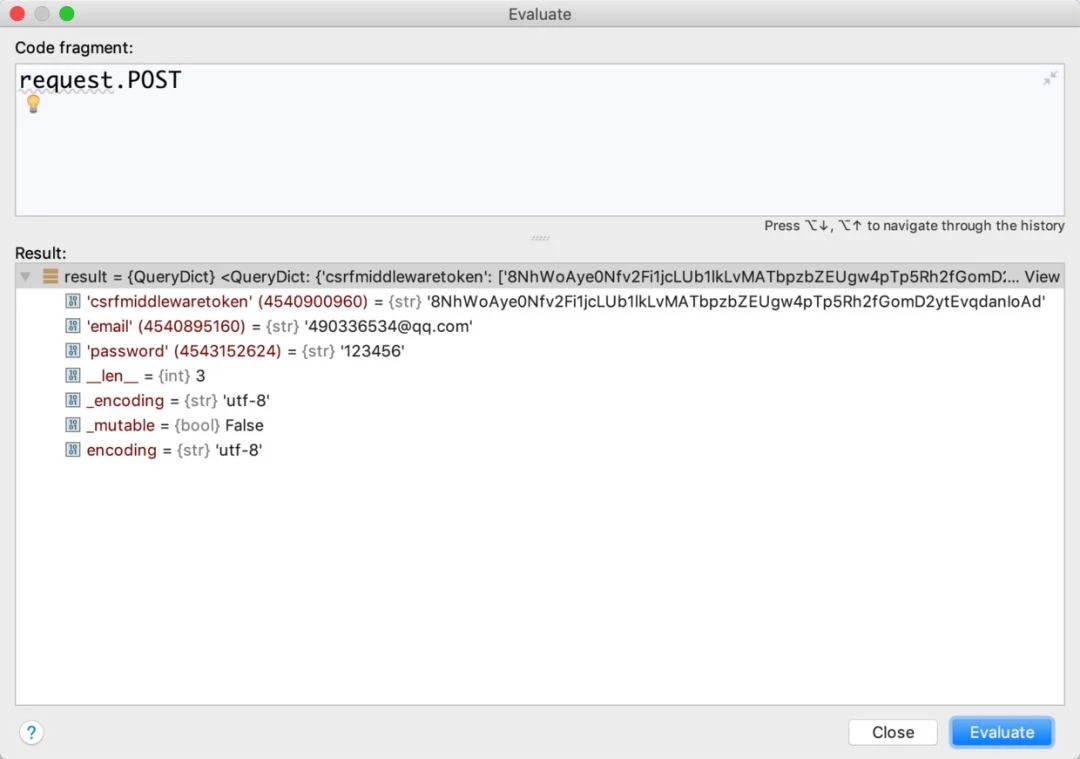 Evaluate
Code fragment:
request.POST
Press ⌥↓, ⌥↑ to navigate through the history
Result:
result = {QueryDict} <QueryDict: {'csrfmiddlewaretoken': ['8NhWoAye0Nfv2Fi1jcLUb1lkLvMATbpzbZEUgw4pTp5Rh2fGomD2... View
'csrfmiddlewaretoken' (4540900960) = {str} '8NhWoAye0Nfv2Fi1jcLUb1lkLvMATbpzbZEUgw4pTp5Rh2fGomD2ytEvqdanIoAd'
'email' (4540895160) = {str} '490336534@qq.com'
'password' (4543152624) = {str} '123456'
__len__ = {int} 3
_encoding = {str} 'utf-8'
_mutable = {bool} False
encoding = {str} 'utf-8'
? Close Evaluate